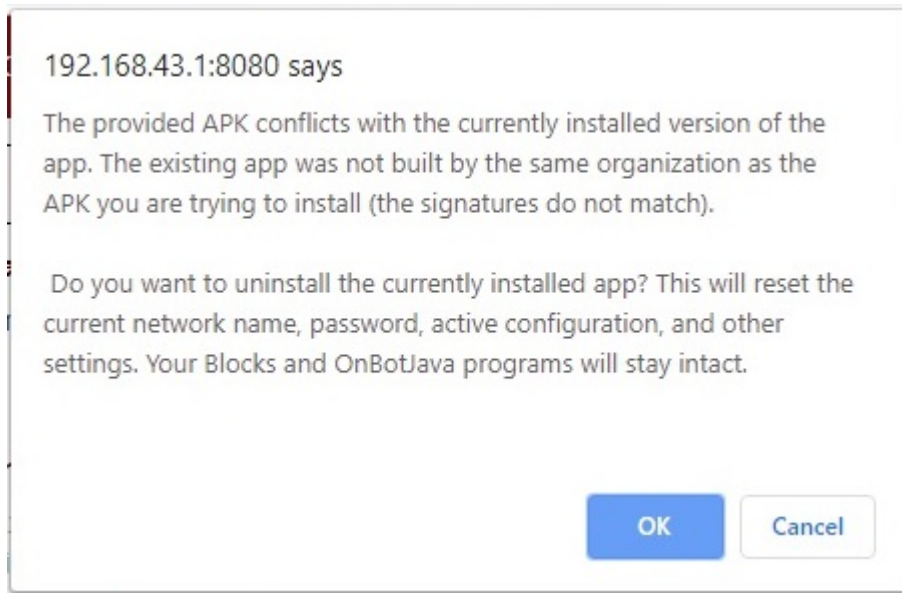 192.168.43.1:8080 says
The provided APK conflicts with the currently installed version of the
app. The existing app was not built by the same organization as the
APK you are trying to install (the signatures do not match).
Do you want to uninstall the currently installed app? This will reset the
current network name, password, active configuration, and other
settings. Your Blocks and OnBotJava programs will stay intact.
OK
Cancel